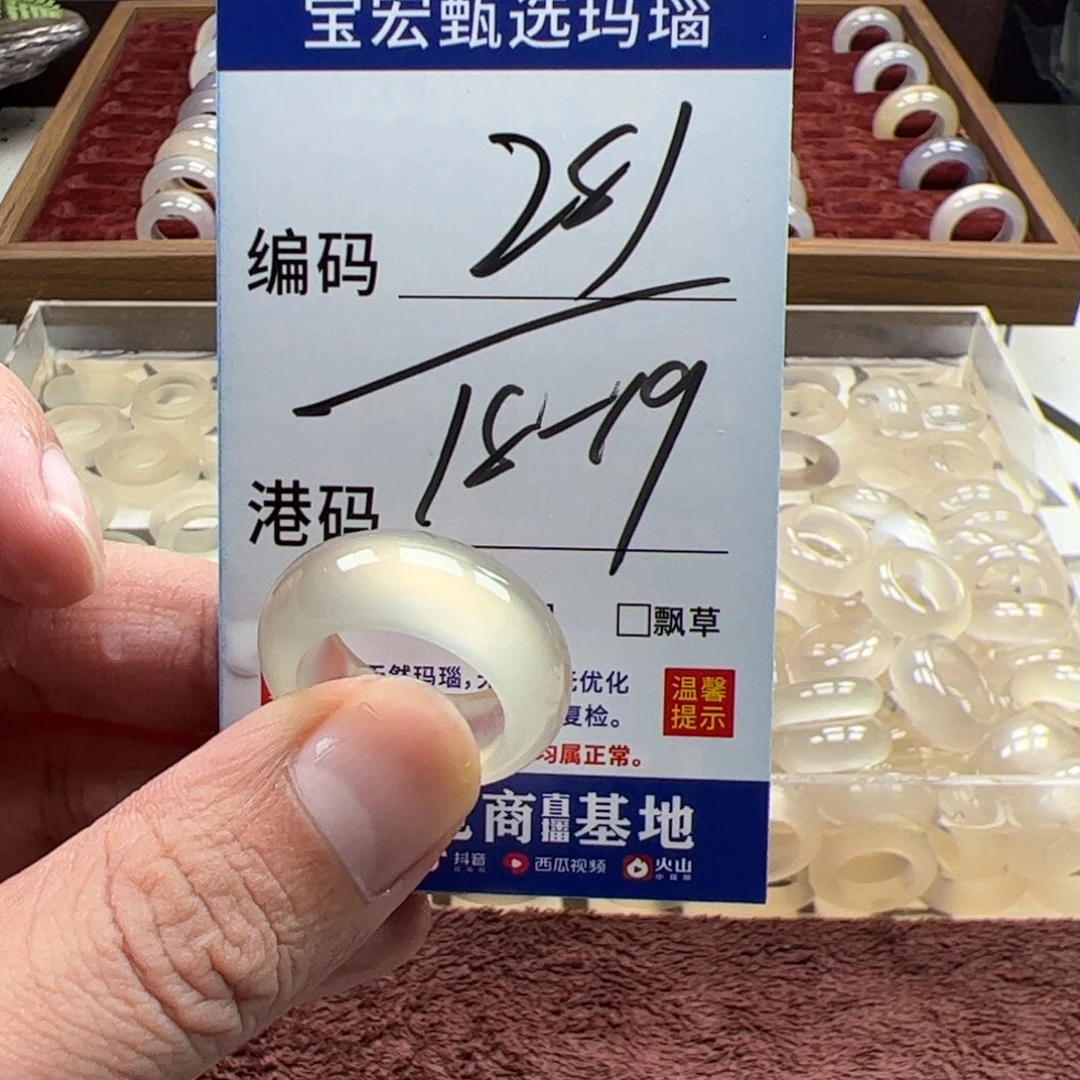 宝宏甄选玛瑙
编码 281
港码 18-19
□飘草
然玛瑙, 优化
复检。
温馨提示
均属正常。
商直播基地
抖音 西瓜视频 火山